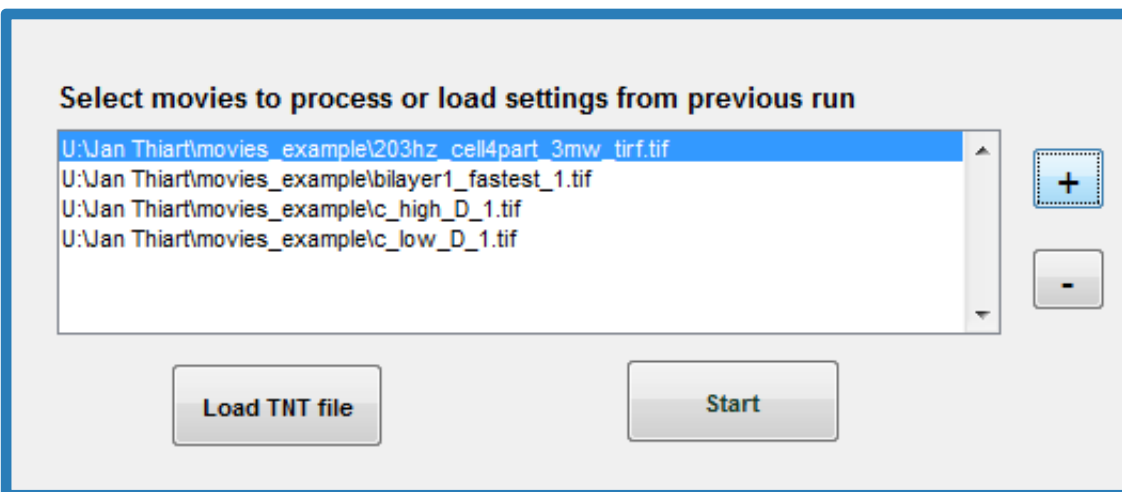 Select movies to process or load settings from previous run
U:\Jan Thiart\movies_example\203hz_cell4part_3mw_tirf.tif
U:\Jan Thiart\movies_example\bilayer1_fastest_1.tif
U:\Jan Thiart\movies_example\c_high_D_1.tif
U:\Jan Thiart\movies_example\c_low_D_1.tif
+
-
Load TNT file
Start